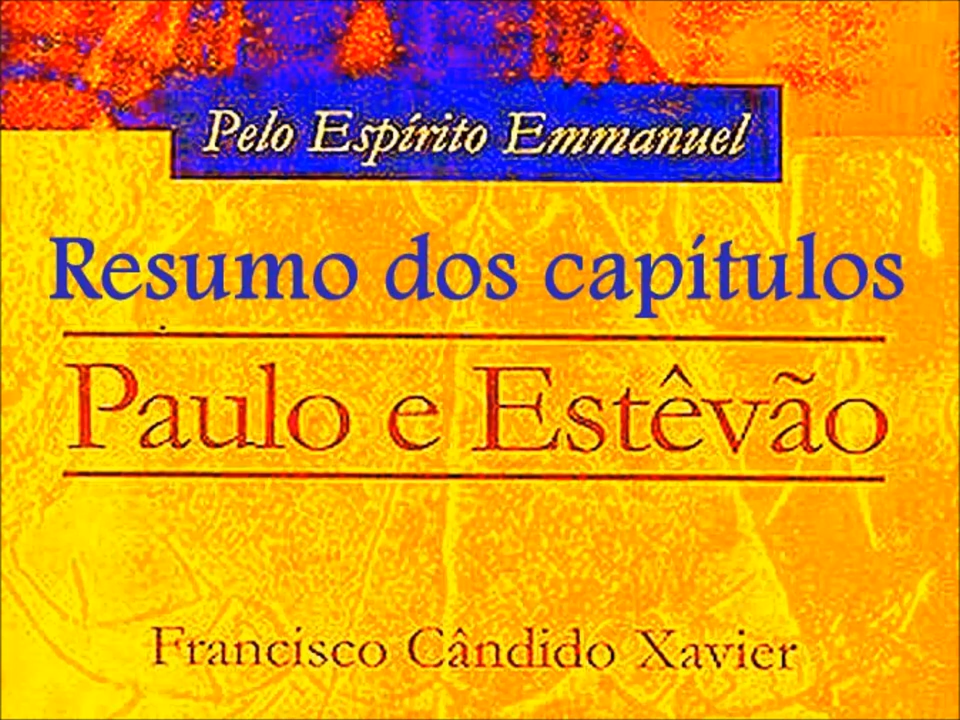 Pelo Espírito Emmanuel
Resumo dos capítulos
Paulo e Estêvão
Francisco Cândido Xavier